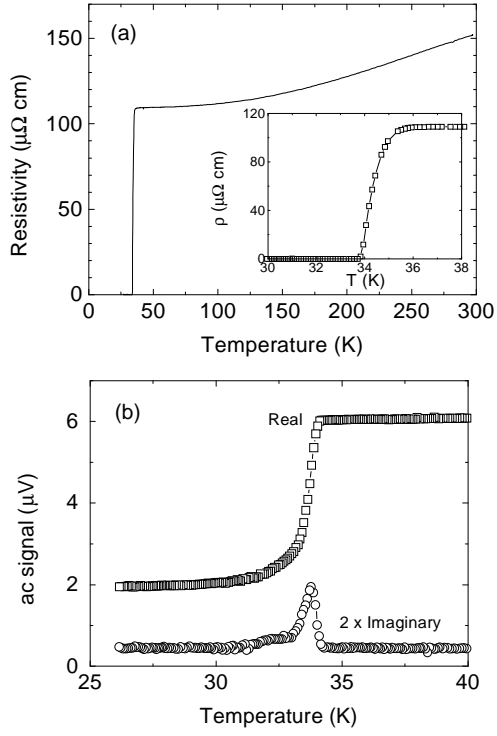 (a)
150
100
50
0
Resistivity (μΩ cm)
0 50 100 150 200 250 300
Temperature (K)
120
80
40
0
ρ (μΩ cm)
30 32 34 36 38
T (K)
(b)
Real
6
4
2
0
ac signal (μV)
2 x Imaginary
25 30 35 40
Temperature (K)